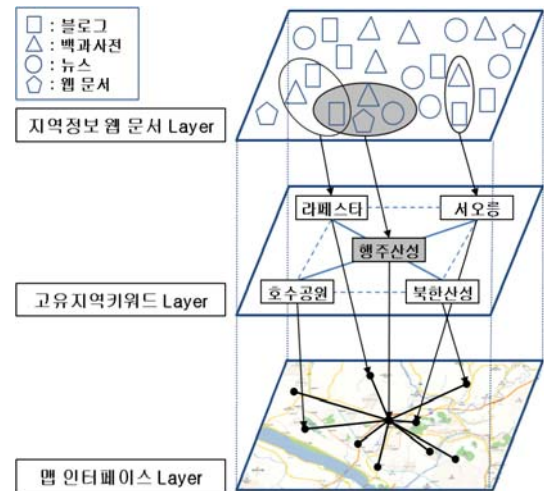 : 블로그
: 백과사전
: 뉴스
: 웹 문서
지역정보 웹 문서 Layer
라페스타
서오릉
행주산성
호수공원
북한산성
고유지역키워드 Layer
맵 인터페이스 Layer